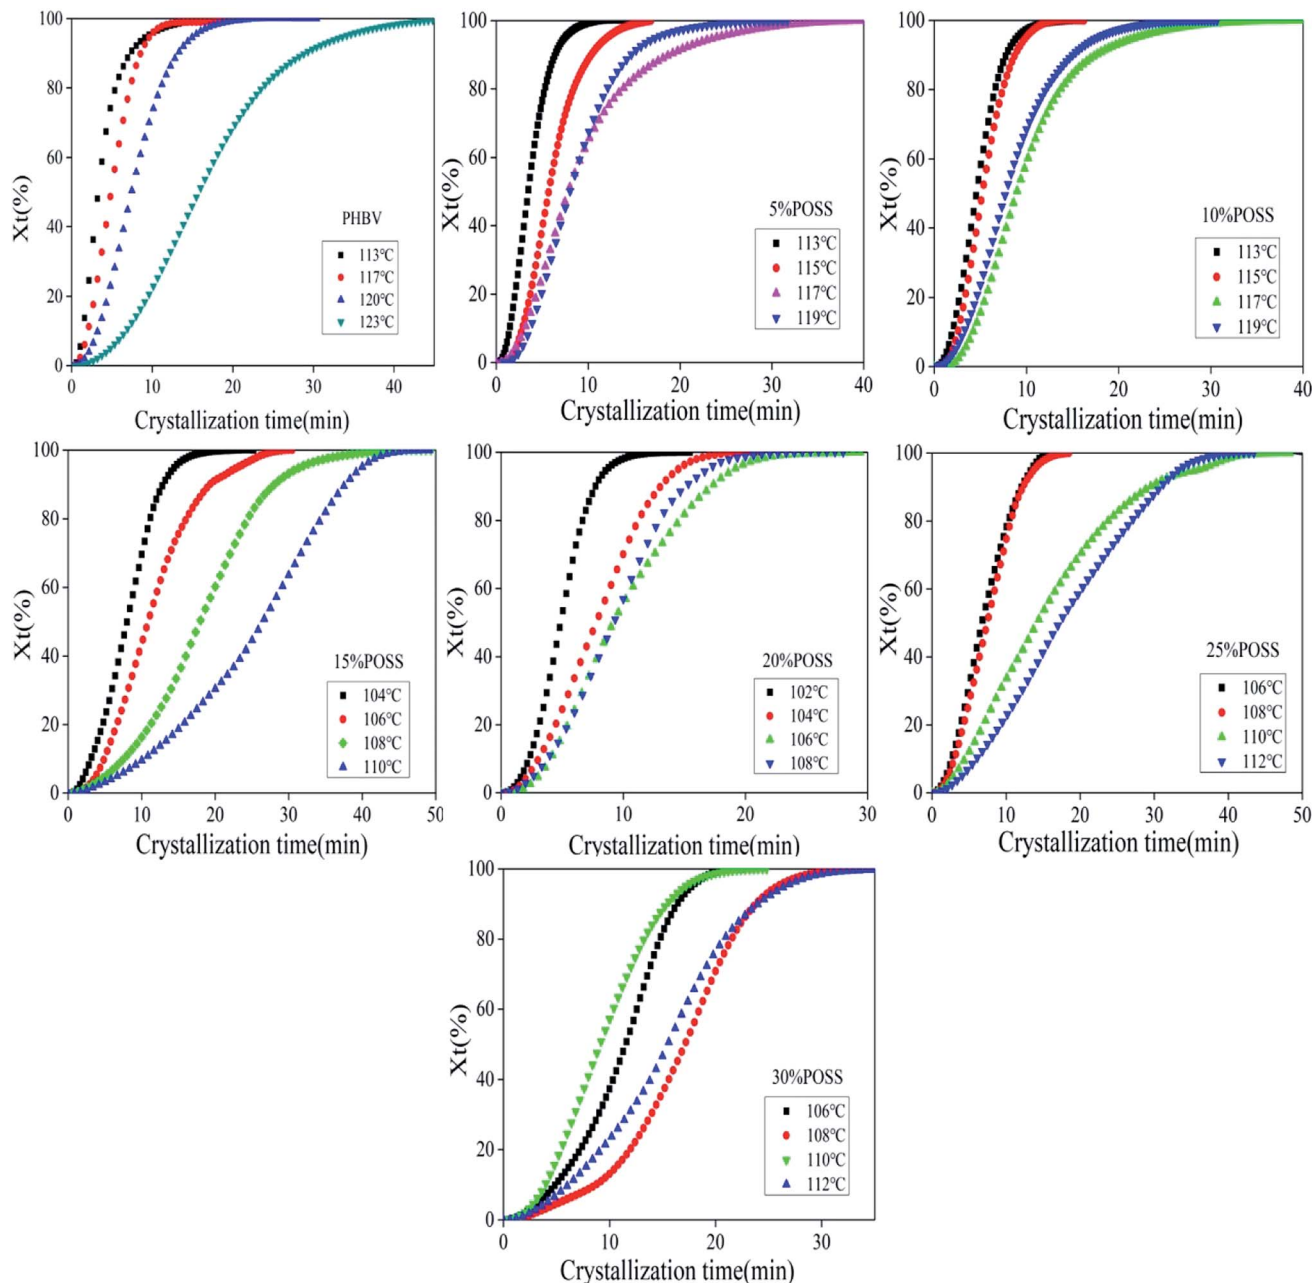 100
80
60
40
20
0
Xt(%)
PHBV
113℃
117℃
120℃
123℃
0 10 20 30 40
Crystallization time(min)
100
80
60
40
20
0
Xt(%)
5%POSS
113℃
115℃
117℃
119℃
0 10 20 30 40
Crystallization time(min)
100
80
60
40
20
0
Xt(%)
10%POSS
113℃
115℃
117℃
119℃
0 10 20 30 40
Crystallization time(min)
100
80
60
40
20
0
Xt(%)
15%POSS
104℃
106℃
108℃
110℃
0 10 20 30 40 50
Crystallization time(min)
100
80
60
40
20
0
Xt(%)
20%POSS
102℃
104℃
106℃
108℃
0 10 20 30
Crystallization time(min)
100
80
60
40
20
0
Xt(%)
25%POSS
106℃
108℃
110℃
112℃
0 10 20 30 40 50
Crystallization time(min)
100
80
60
40
20
0
Xt(%)
30%POSS
106℃
108℃
110℃
112℃
0 10 20 30
Crystallization time(min)